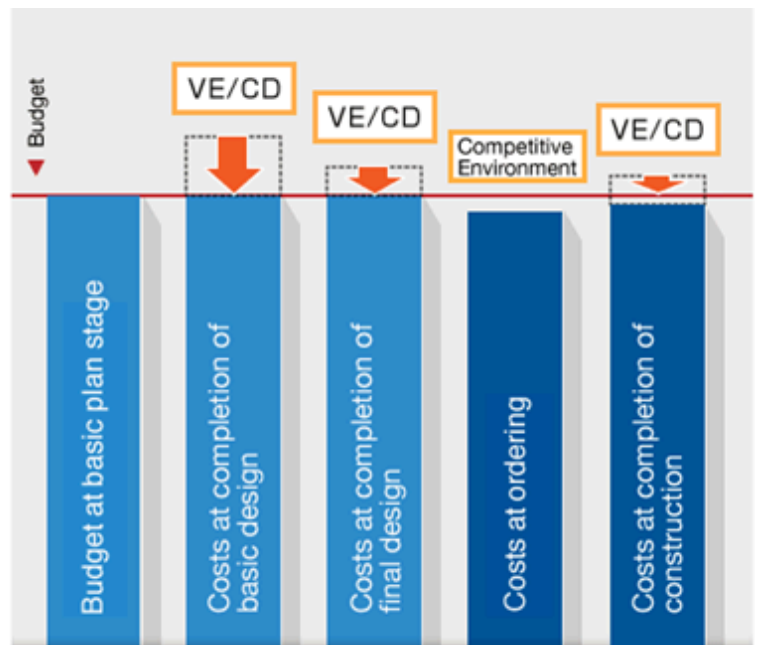 Budget
VE/CD
VE/CD
Competitive
Environment
VE/CD
Budget at basic plan stage
Costs at completion of
basic design
Costs at completion of
final design
Costs at ordering
Costs at completion of
construction